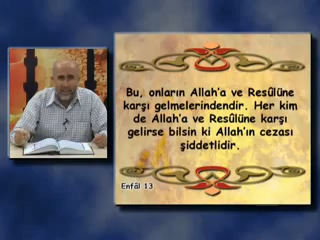 Bu, onların Allah'a ve Resûlüne
karşı gelmelerindendir. Her kim
de Allah'a ve Resûlüne karşı
gelirse bilsin ki Allah'ın cezası
şiddetlidir.
Enfâl 13